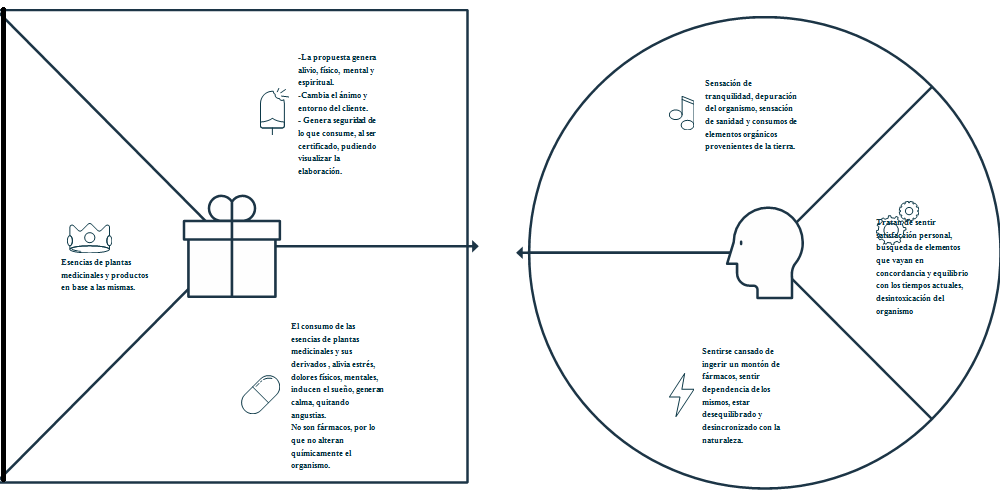 -La propuesta genera
alivio, físico, mental y
espiritual.
-Cambia el ánimo y
entorno del cliente.
- Genera seguridad de
lo que consume, al ser
certificado, pudiendo
visualizar la
elaboración.
Esencias de plantas
medicinales y productos
en base a las mismas.
El consumo de las
esencias de plantas
medicinales y sus
derivados , alivia estrés,
dolores físicos, mentales,
inducen el sueño, generan
calma, quitando
angustias.
No son fármacos, por lo
que no alteran
químicamente el
organismo.
Sensación de
tranquilidad, depuración
del organismo, sensación
de sanidad y consumos de
elementos orgánicos
provenientes de la tierra.
Tratan de sentir
satisfacción personal,
búsqueda de elementos
que vayan en
concordancia y equilibrio
con los tiempos actuales,
desintoxicación del
organismo
Sentirse cansado de
ingerir un montón de
fármacos, sentir
dependencia de los
mismos, estar
desequilibrado y
desincronizado con la
naturaleza.